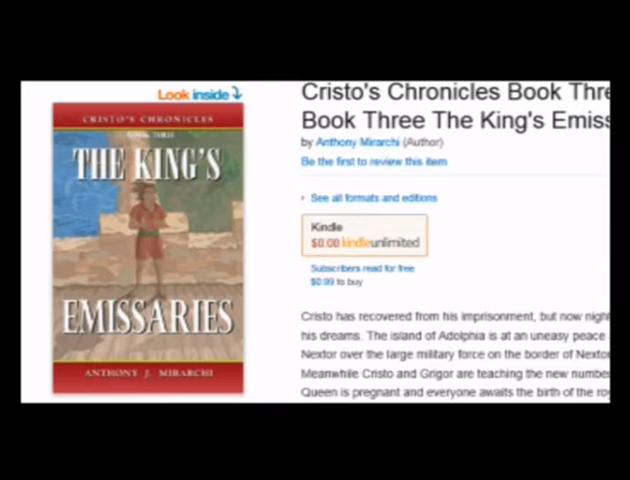 Look inside
CRISTO'S CHRONICLES
BOOK THREE
THE KING'S
EMISSARIES
ANTHONY J. MIRARCHI
Cristo's Chronicles Book Thre
Book Three The King's Emiss
by Anthony Mirarchi (Author)
Be the first to review this item
See all formats and editions
Kindle
$0.00 kindleunlimited
Subscribers read for free
$0.99 to buy
Cristo has recovered from his imprisonment, but now nigh
his dreams. The island of Adolphia is at an uneasy peace
Nextor over the large military force on the border of Nexto
Meanwhile Cristo and Grigor are teaching the new numbe
Queen is pregnant and everyone awaits the birth of the ro